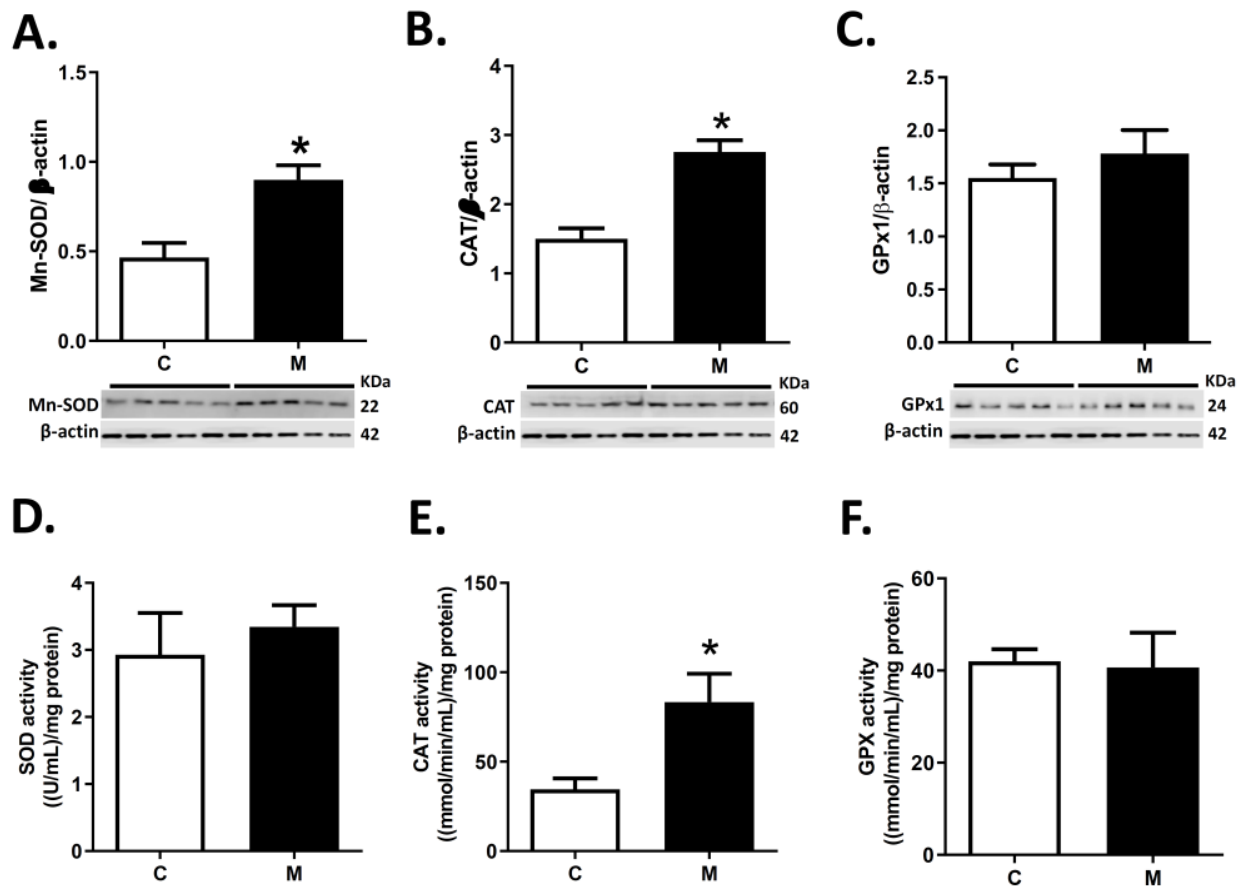 A.
Mn-SOD/ β-actin
1.5
1.0
0.5
0.0
*
C
M
KDa
Mn-SOD
22
β-actin
42
B.
CAT/β-actin
4
3
2
1
0
*
C
M
KDa
CAT
60
β-actin
42
C.
GPx1/β-actin
2.5
2.0
1.5
1.0
0.5
0.0
C
M
KDa
GPx1
24
β-actin
42
D.
SOD activity
((U/mL)/mg protein)
4
3
2
1
0
C
M
E.
CAT activity
((mmol/min/mL)/mg protein)
150
100
50
0
*
C
M
F.
GPX activity
((mmol/min/mL)/mg protein)
60
40
20
0
C
M